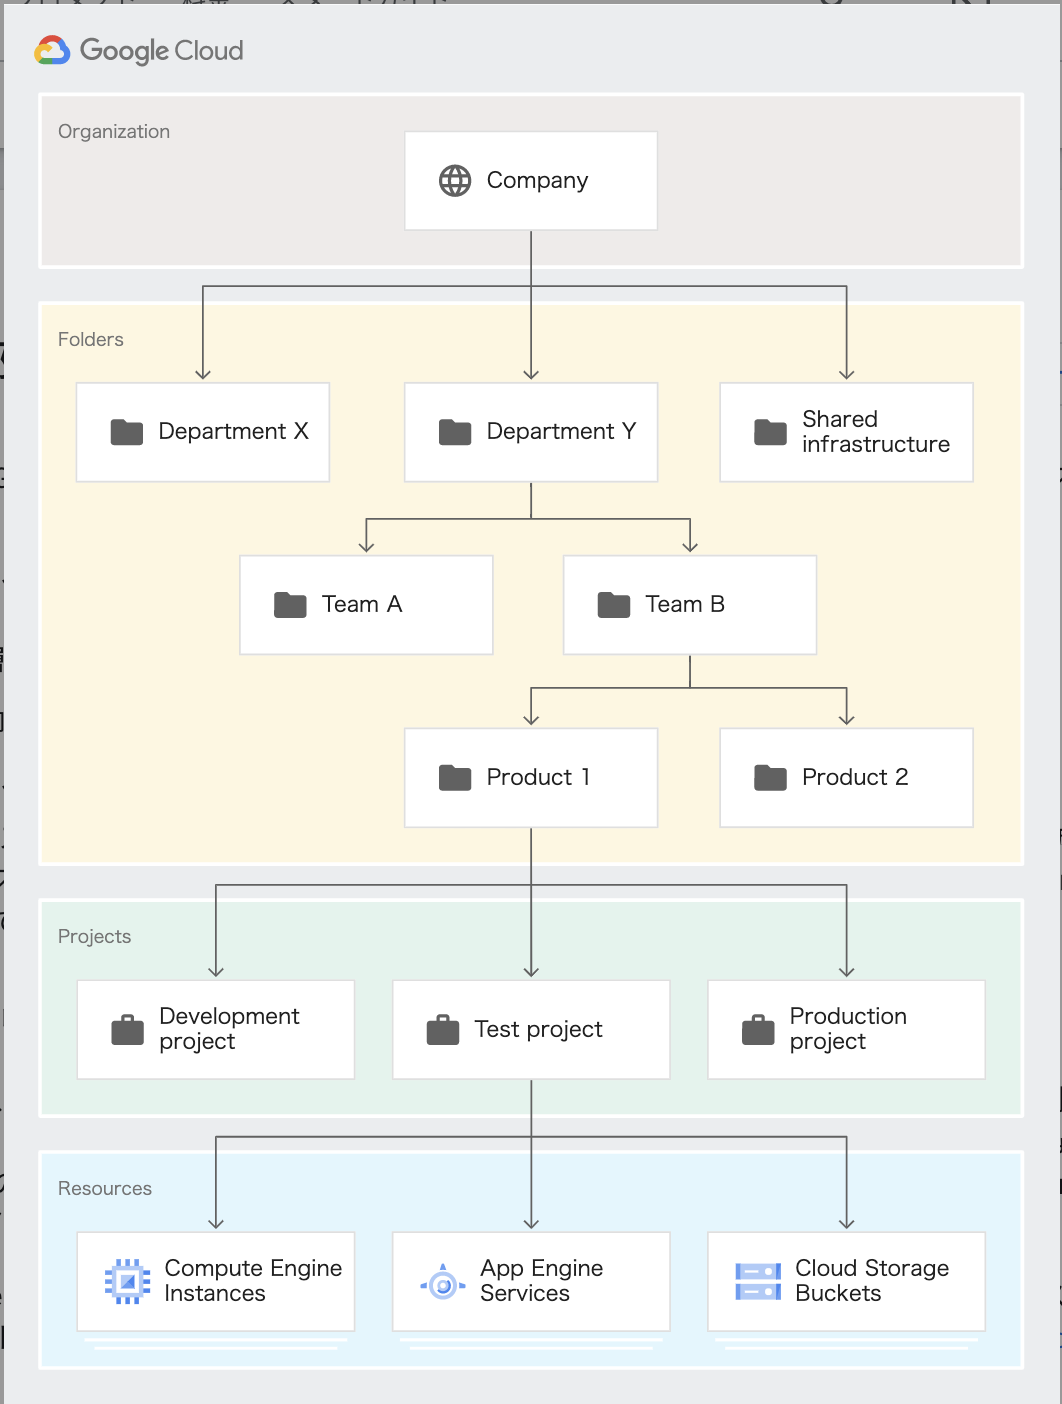 Google Cloud
Organization
Company
Folders
Department X
Department Y
Shared
infrastructure
Team A
Team B
Product 1
Product 2
Projects
Development
project
Test project
Production
project
Resources
Compute Engine
Instances
App Engine
Services
Cloud Storage
Buckets